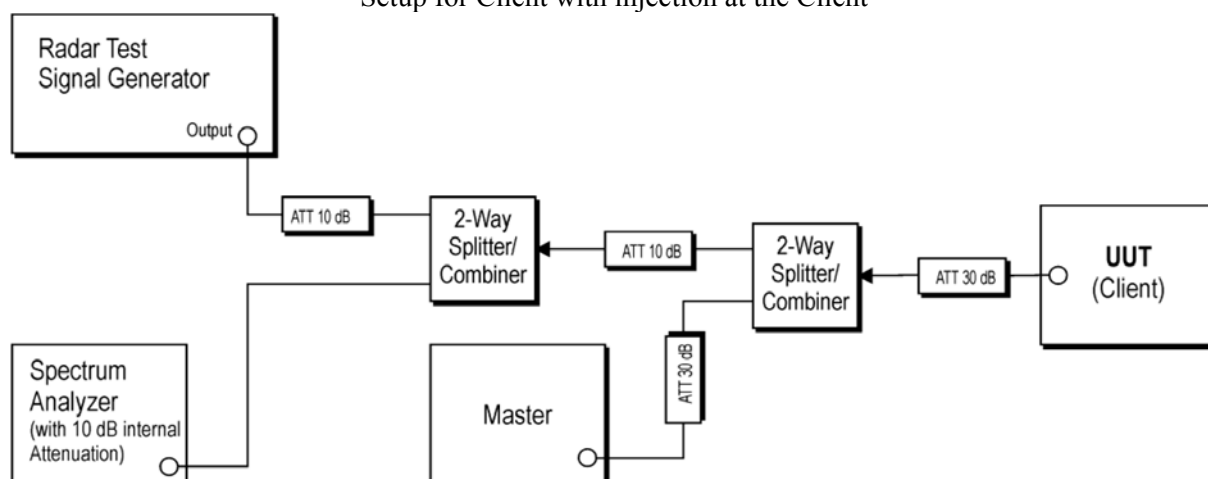 Setup for Client with injection at the Client
Radar Test
Signal Generator
Output
ATT 10 dB
2-Way
Splitter/
Combiner
ATT 10 dB
2-Way
Splitter/
Combiner
ATT 30 dB
UUT
(Client)
ATT 30 dB
Spectrum
Analyzer
(with 10 dB internal
Attenuation)
Master